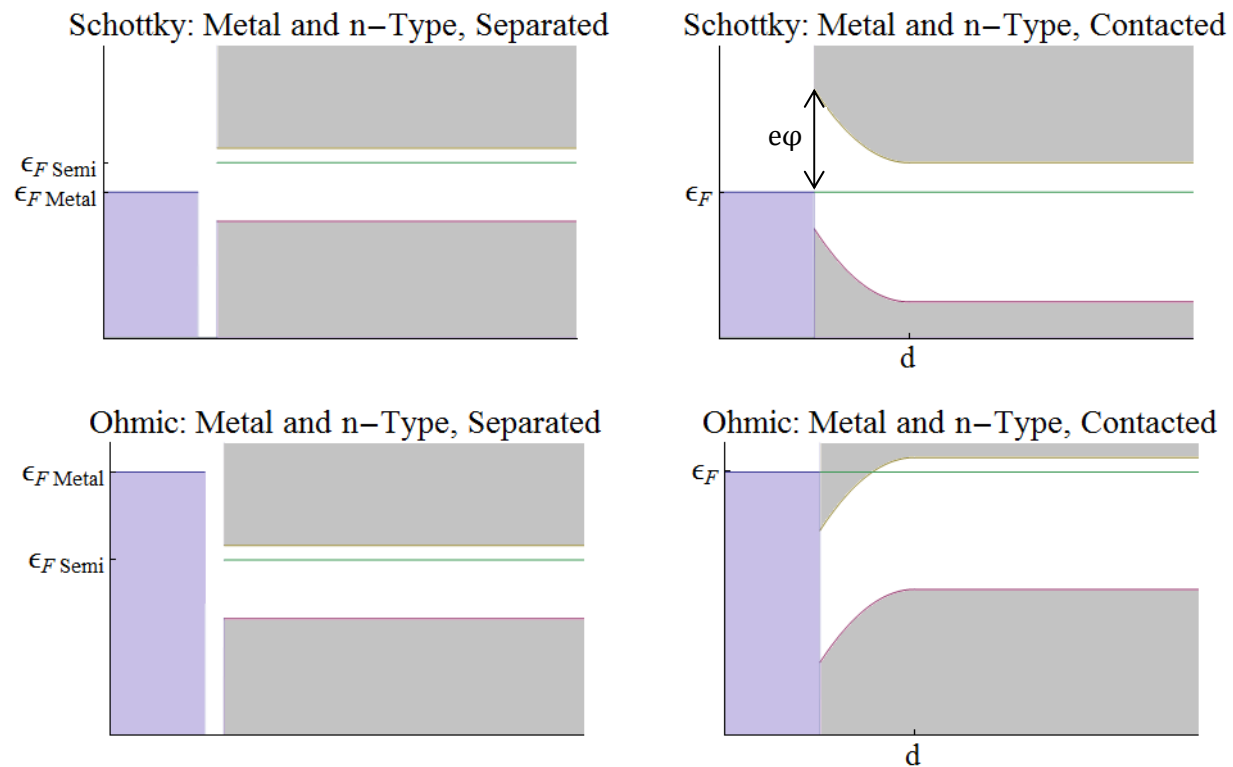 Schottky: Metal and n−Type, Separated
ϵF Semi
ϵF Metal
Schottky: Metal and n−Type, Contacted
eφ
ϵF
d
Ohmic: Metal and n−Type, Separated
ϵF Metal
ϵF Semi
Ohmic: Metal and n−Type, Contacted
ϵF
d